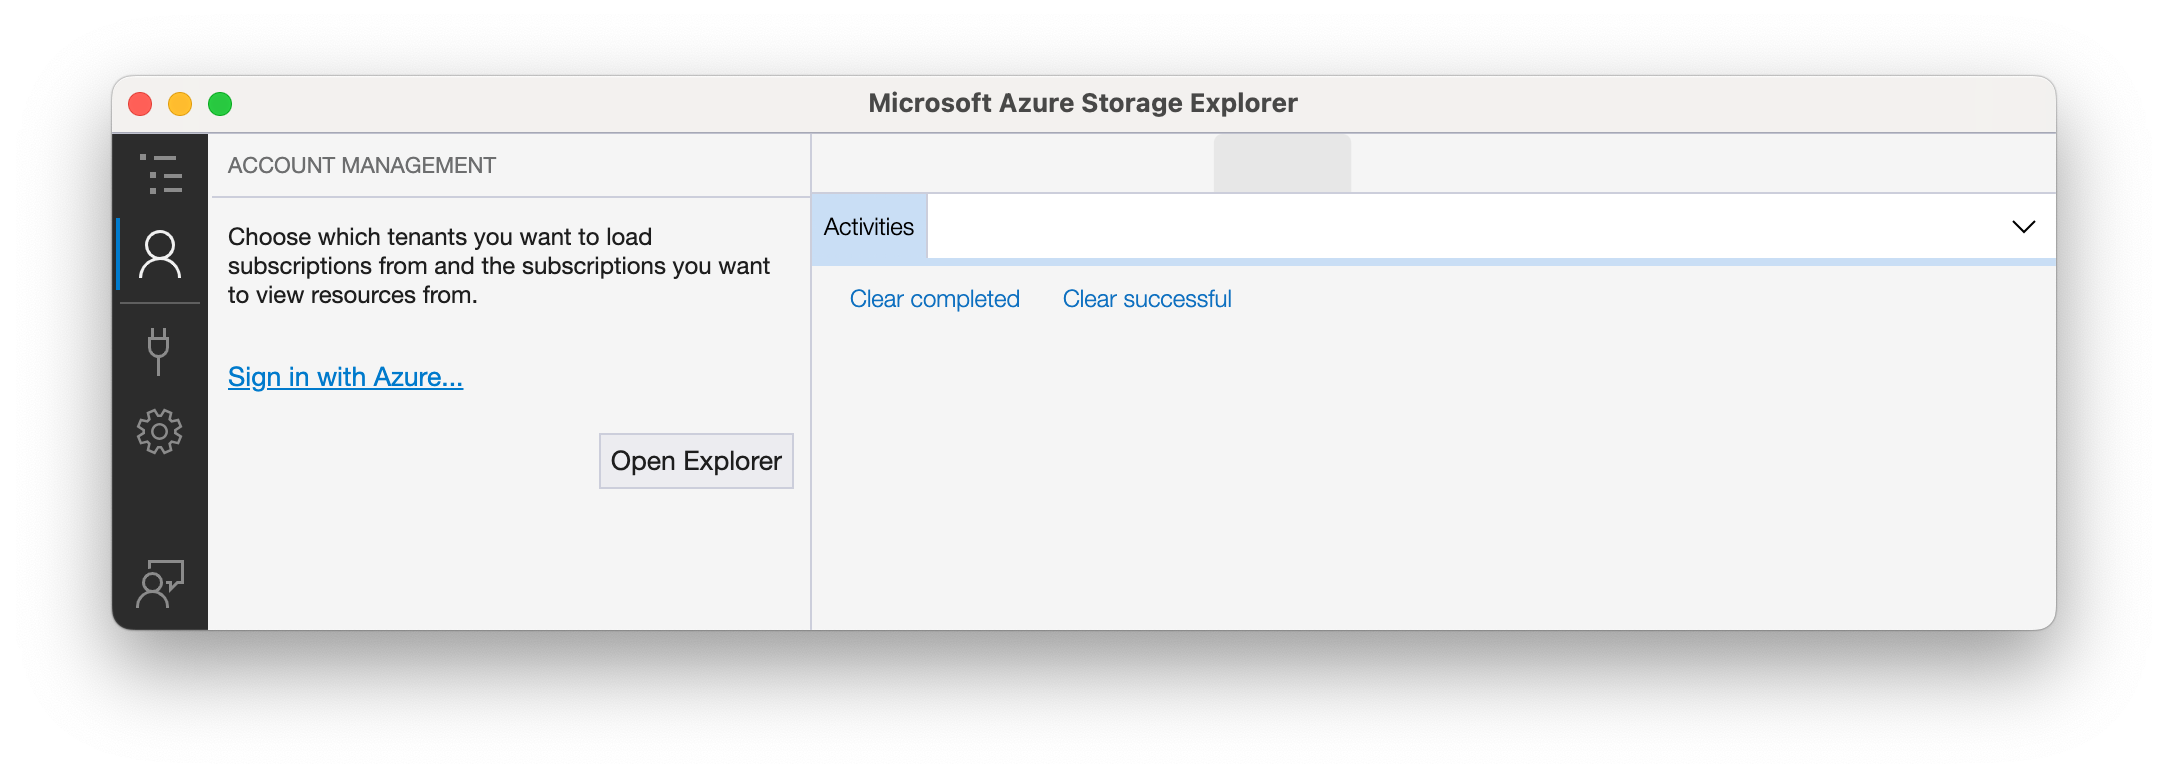 Microsoft Azure Storage Explorer
ACCOUNT MANAGEMENT
Choose which tenants you want to load
subscriptions from and the subscriptions you want
to view resources from.
Sign in with Azure...
Open Explorer
Activities
Clear completed
Clear successful